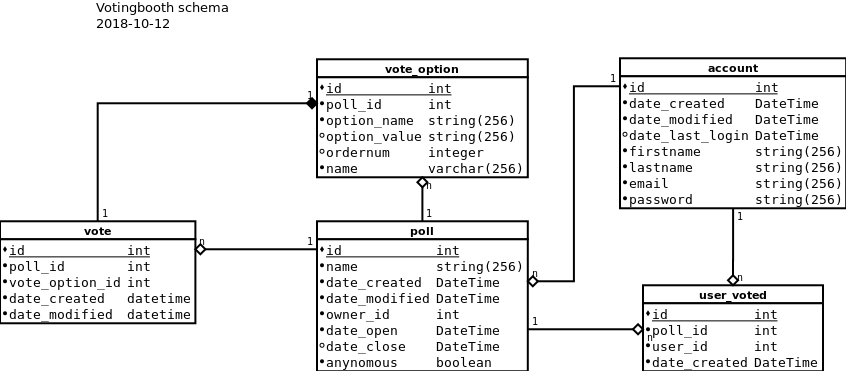 Votingbooth schema
2018-10-12
vote_option
id int
poll_id int
option_name string(256)
option_value string(256)
ordernum integer
name varchar(256)
account
id int
date_created DateTime
date_modified DateTime
date_last_login DateTime
firstname string(256)
lastname string(256)
email string(256)
password string(256)
1
1
n
1
1
1
vote
id int
poll_id int
vote_option_id int
date_created datetime
date_modified datetime
n
1
poll
id int
name string(256)
date_created DateTime
date_modified DateTime
owner_id int
date_open DateTime
date_close DateTime
anynomous boolean
n
1
n
user_voted
id int
poll_id int
user_id int
date_created DateTime
n